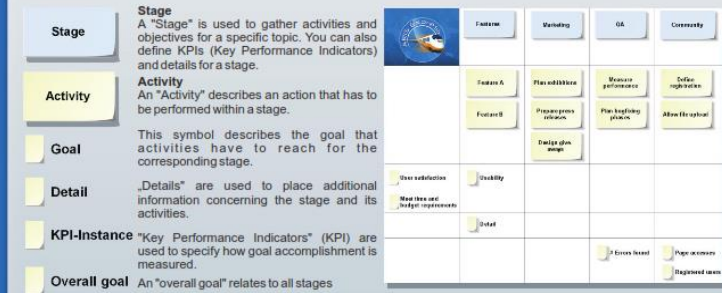 Stage
Stage
A "Stage" is used to gather activities and
objectives for a specific topic. You can also
define KPIs (Key Performance Indicators)
and details for a stage.
Activity
Activity
An "Activity" describes an action that has to
be performed within a stage.
Goal
This symbol describes the goal that
activities have to reach for the
corresponding stage.
Detail
„Details" are used to place additional
information concerning the stage and its
activities.
KPI-Instance
"Key Performance Indicators" (KPI) are
used to specify how goal accomplishment is
measured.
Overall goal
An "overall goal" relates to all stages
Features
Marketing
QA
Community
Feature A
Plan exhibitions
Measure
performance
Define
registration
Feature B
Prepare press
releases
Plan bugfixing
phases
Allow file upload
Design give
aways
User satisfaction
Usability
Meet time and
budget requirements
Detail
# Errors found
Page accesses
Registered users